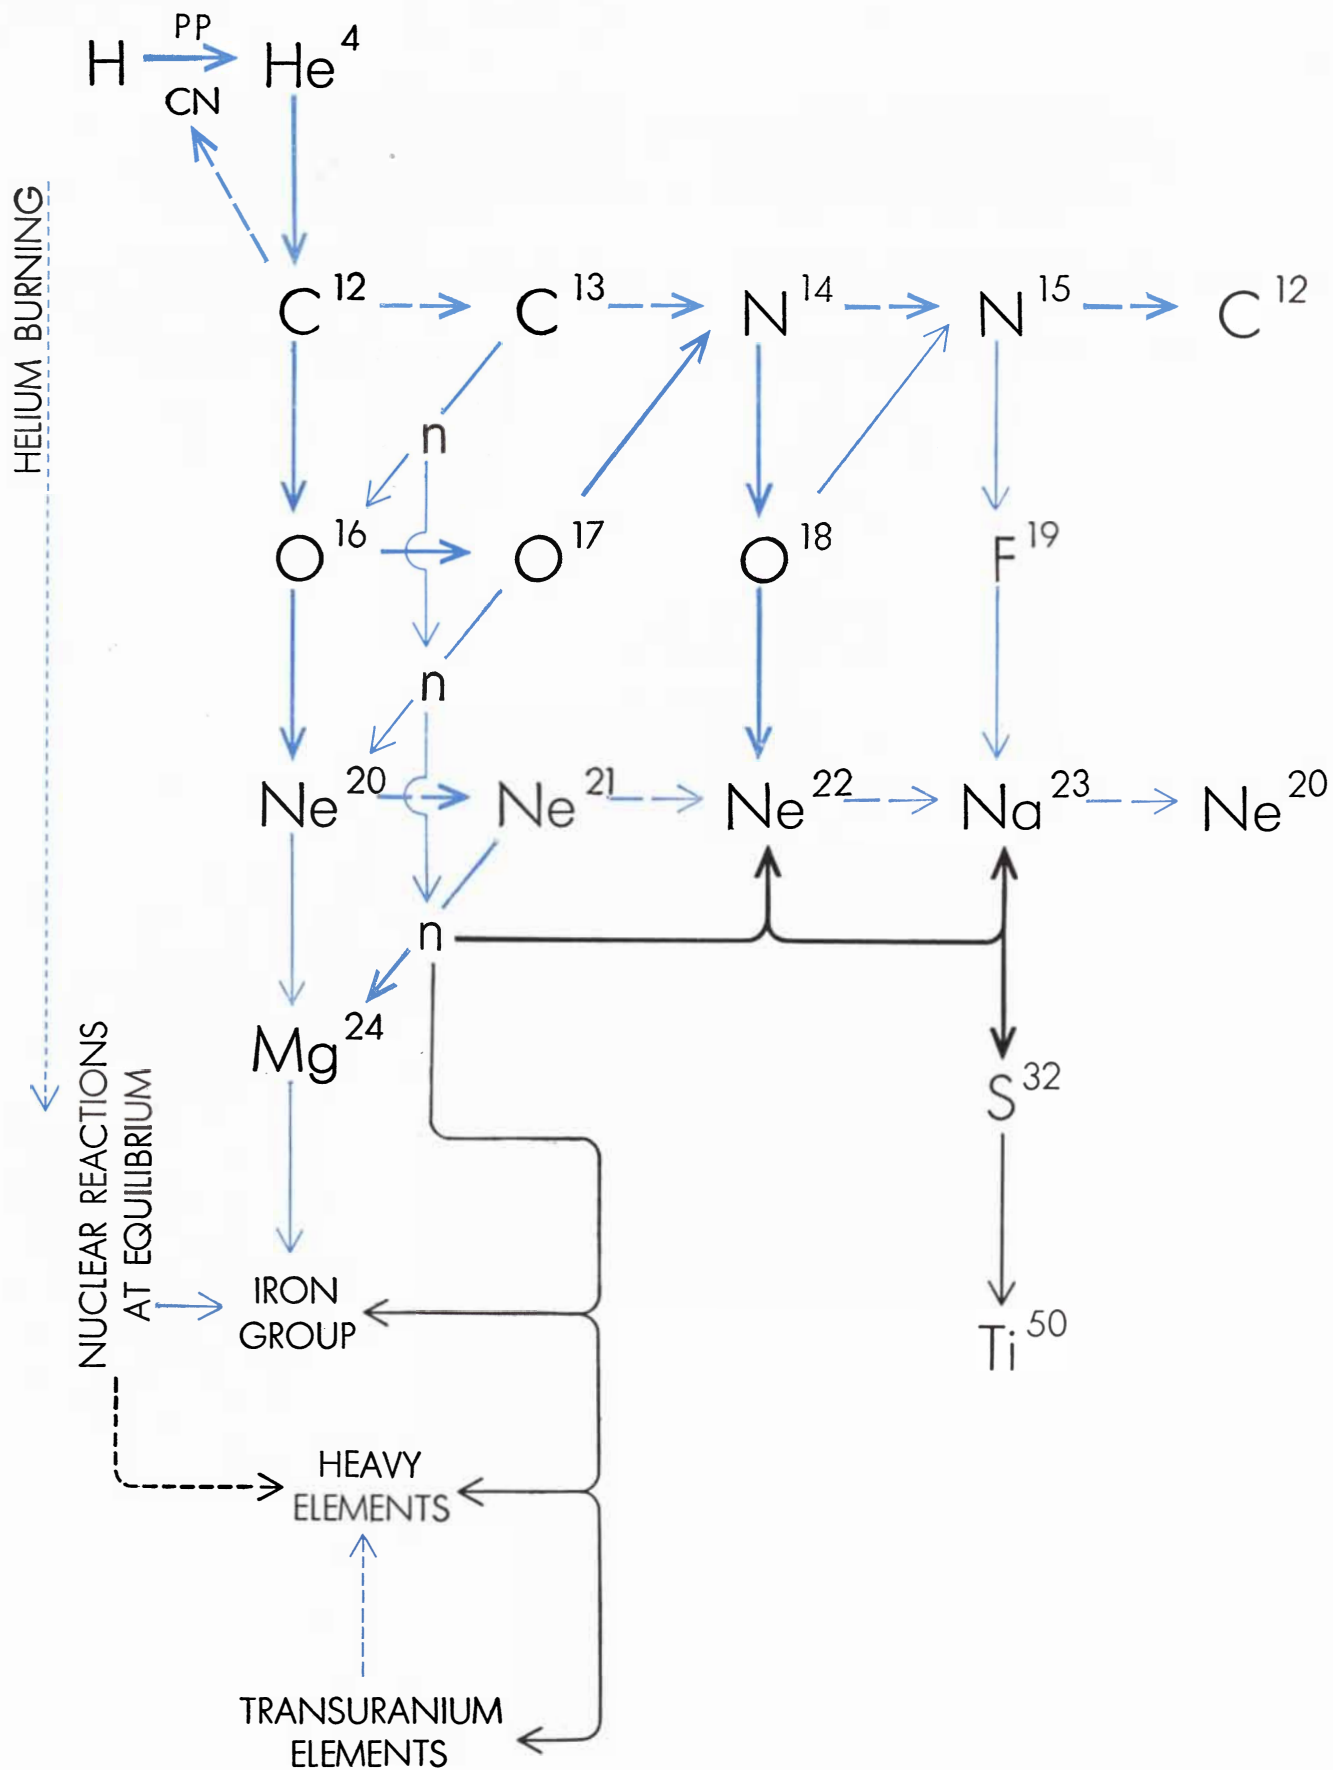 PP
H He4
CN
HELIUM BURNING
C12 C13 N14 N15 C12
n
O16 O17 O18 F19
n
Ne20 Ne21 Ne22 Na23 Ne20
n
Mg24
S32
NUCLEAR REACTIONS
AT EQUILIBRIUM
IRON
GROUP
Ti50
HEAVY
ELEMENTS
TRANSURANIUM
ELEMENTS